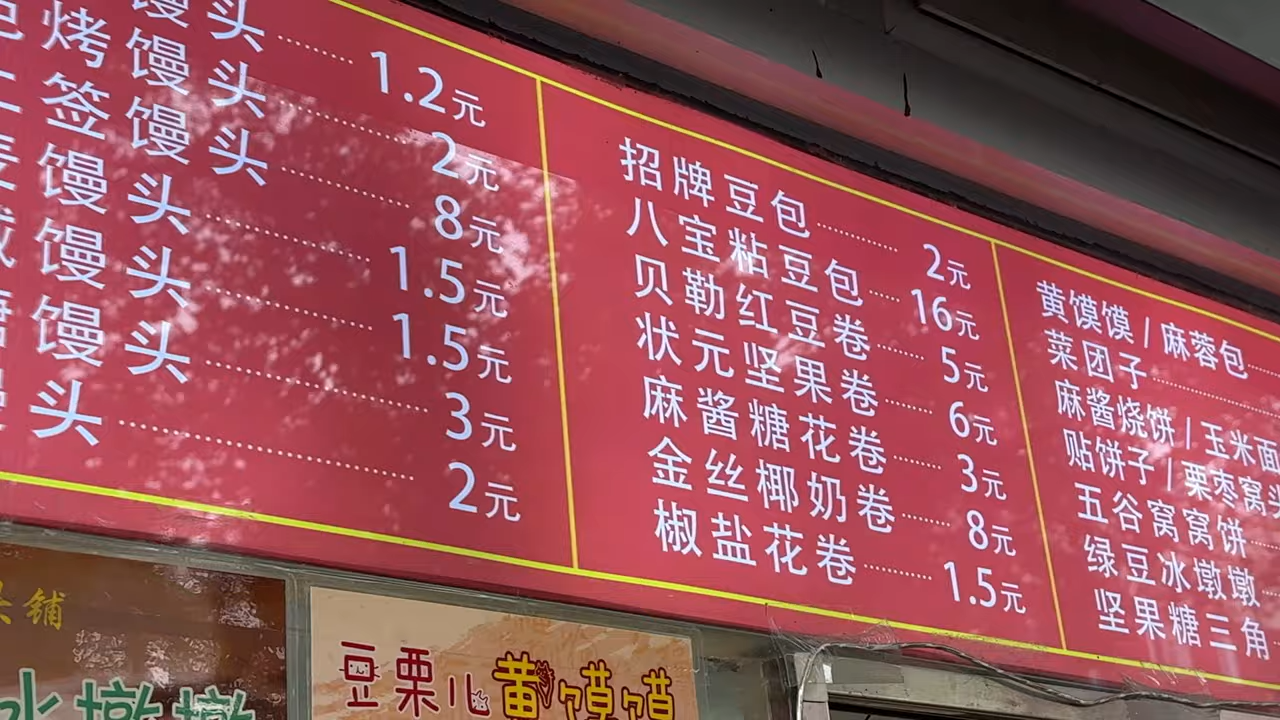 馒头 1.2元
烤馒头 2元
签馒头 8元
馒头 1.5元
馒头 1.5元
馒头 3元
头 2元
招牌豆包 2元
八宝粘豆包 16元
贝勒红豆卷 5元
状元坚果卷 6元
麻酱糖花卷 3元
金丝椰奶卷 8元
椒盐花卷 1.5元
黄馍馍 / 麻蓉包
菜团子
麻酱烧饼 / 玉米面
贴饼子 / 栗枣窝头
五谷窝窝饼
绿豆冰墩墩
坚果糖三角
铺
冰墩墩
豆栗儿黄馍馍